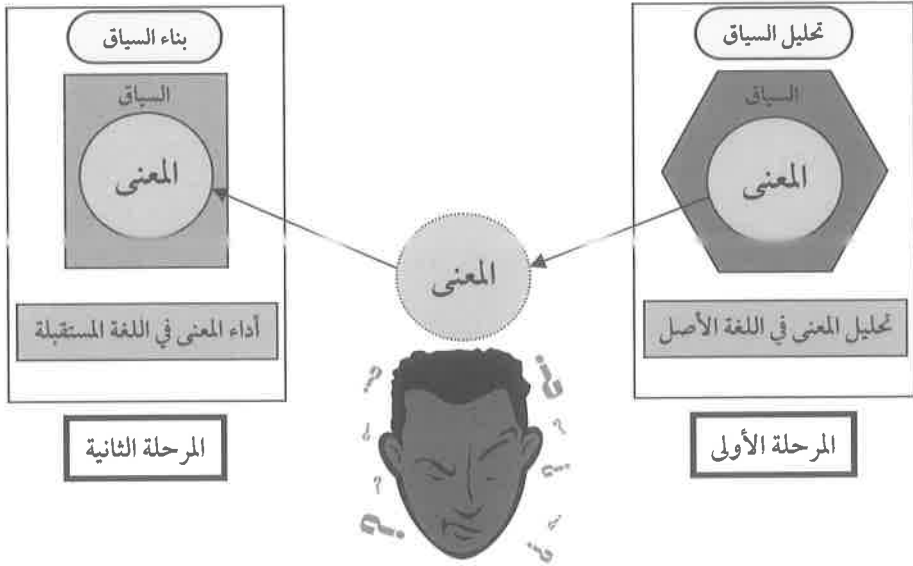 تحليل السياق
السياق
المعنى
تحليل المعنى في اللغة الأصل
المرحلة الأولى
المعنى
بناء السياق
السياق
المعنى
أداء المعنى في اللغة المستقبلة
المرحلة الثانية